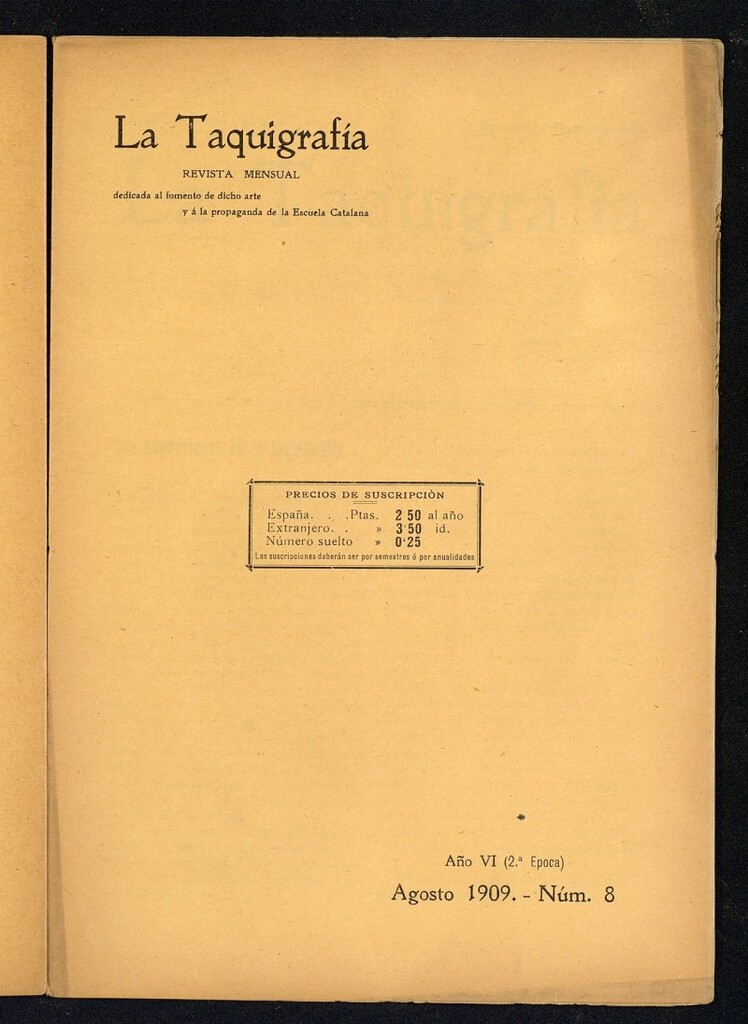 La Taquigrafía
REVISTA MENSUAL
dedicada al fomento de dicho arte
y á la propaganda de la Escuela Catalana
PRECIOS DE SUSCRIPCIÓN
España. . .Ptas. 2 50 al año
Extranjero. . » 3'50 id.
Número suelto » 0'25
Las suscripciones deberán ser por semestres ó por anualidades
Año VI (2.ª Epoca)
Agosto 1909. - Núm. 8